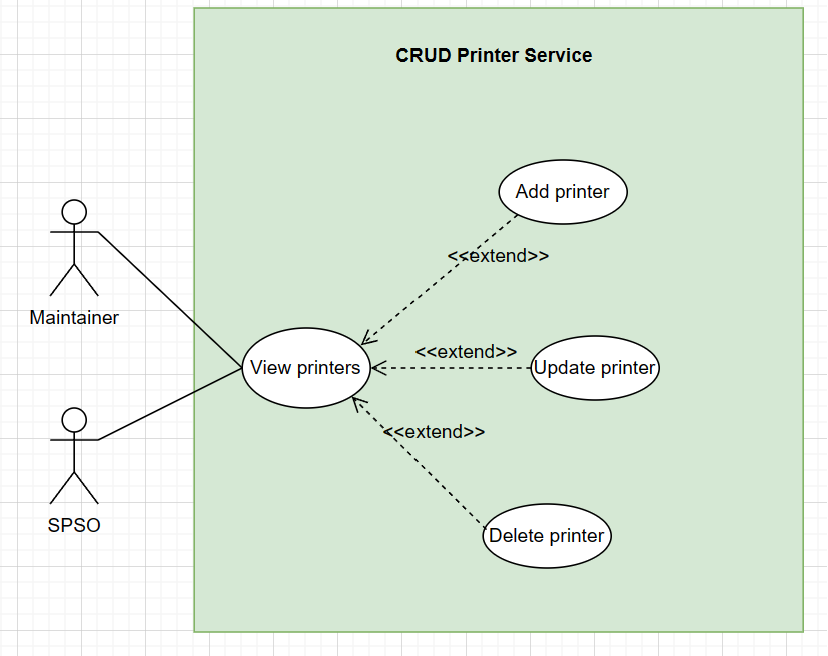 CRUD Printer Service
Add printer
<<extend>>
Maintainer
<<extend>>
View printers
Update printer
<<extend>>
SPSO
Delete printer